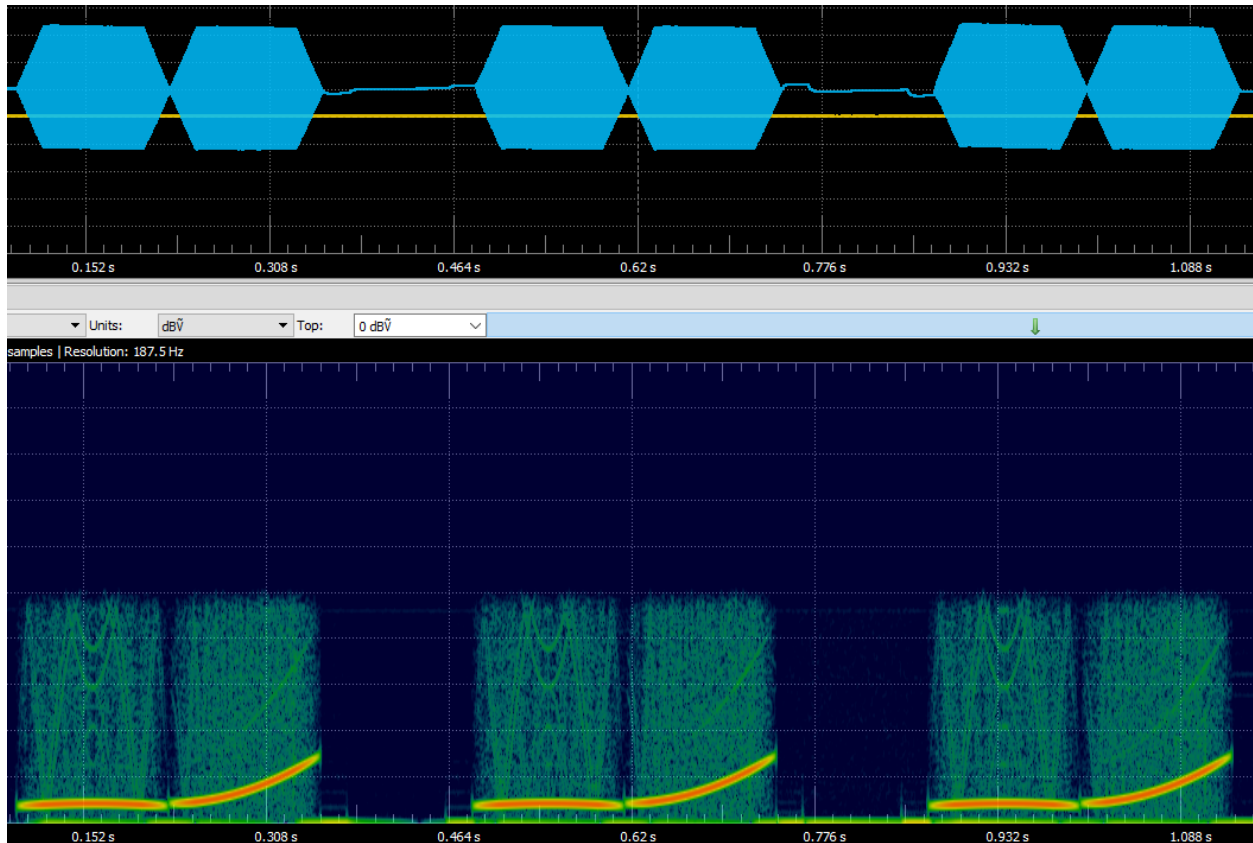 0.152 s 0.308 s 0.464 s 0.62 s 0.776 s 0.932 s 1.088 s
Units: dBṼ Top: 0 dBṼ
samples | Resolution: 187.5 Hz
0.152 s 0.308 s 0.464 s 0.62 s 0.776 s 0.932 s 1.088 s